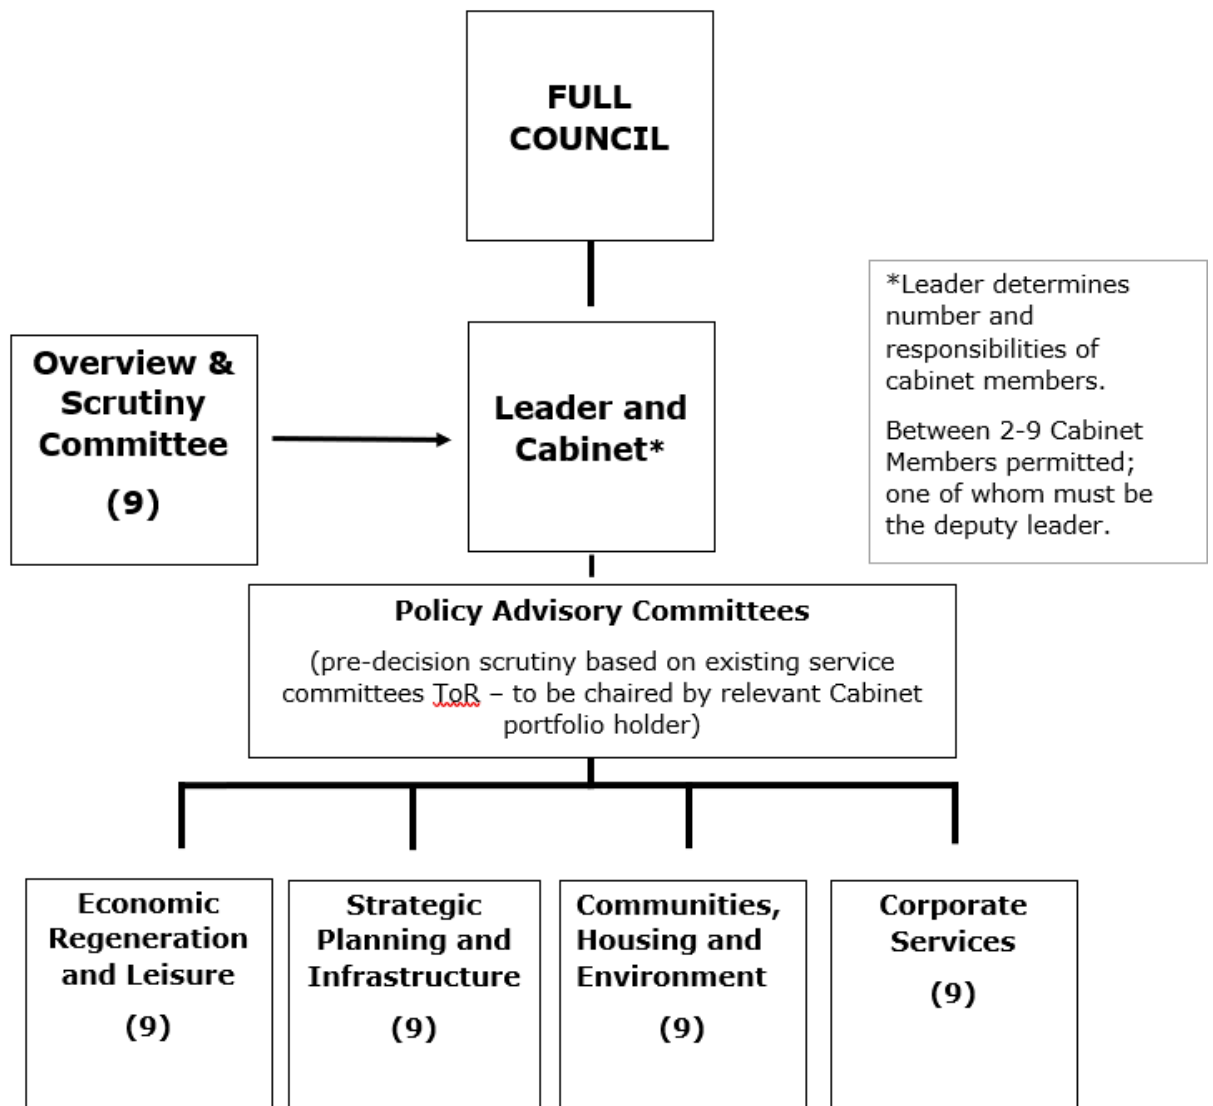 FULL
COUNCIL
*Leader determines
number and
responsibilities of
cabinet members.
Between 2-9 Cabinet
Members permitted;
one of whom must be
the deputy leader.
Overview &
Scrutiny
Committee
(9)
Leader and
Cabinet*
Policy Advisory Committees
(pre-decision scrutiny based on existing service
committees ToR – to be chaired by relevant Cabinet
portfolio holder)
Economic
Regeneration
and Leisure
(9)
Strategic
Planning and
Infrastructure
(9)
Communities,
Housing and
Environment
(9)
Corporate
Services
(9)